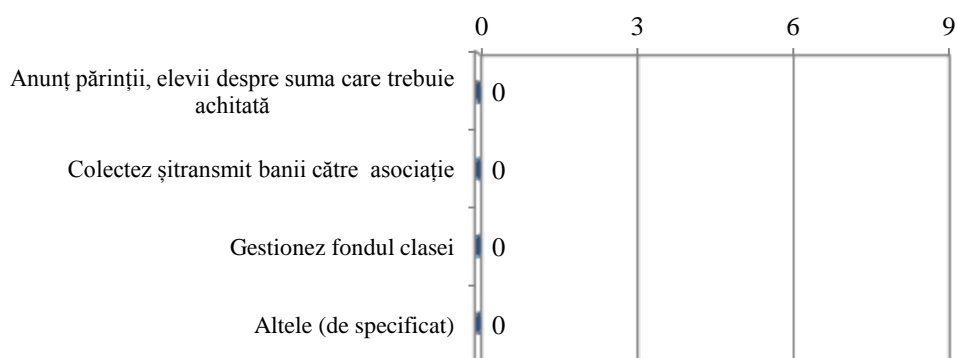 0 3 6 9
Anunț părinții, elevii despre suma care trebuie
achitată
0
Colectez șitransmit banii către asociație
0
Gestionez fondul clasei
0
Altele (de specificat)
0